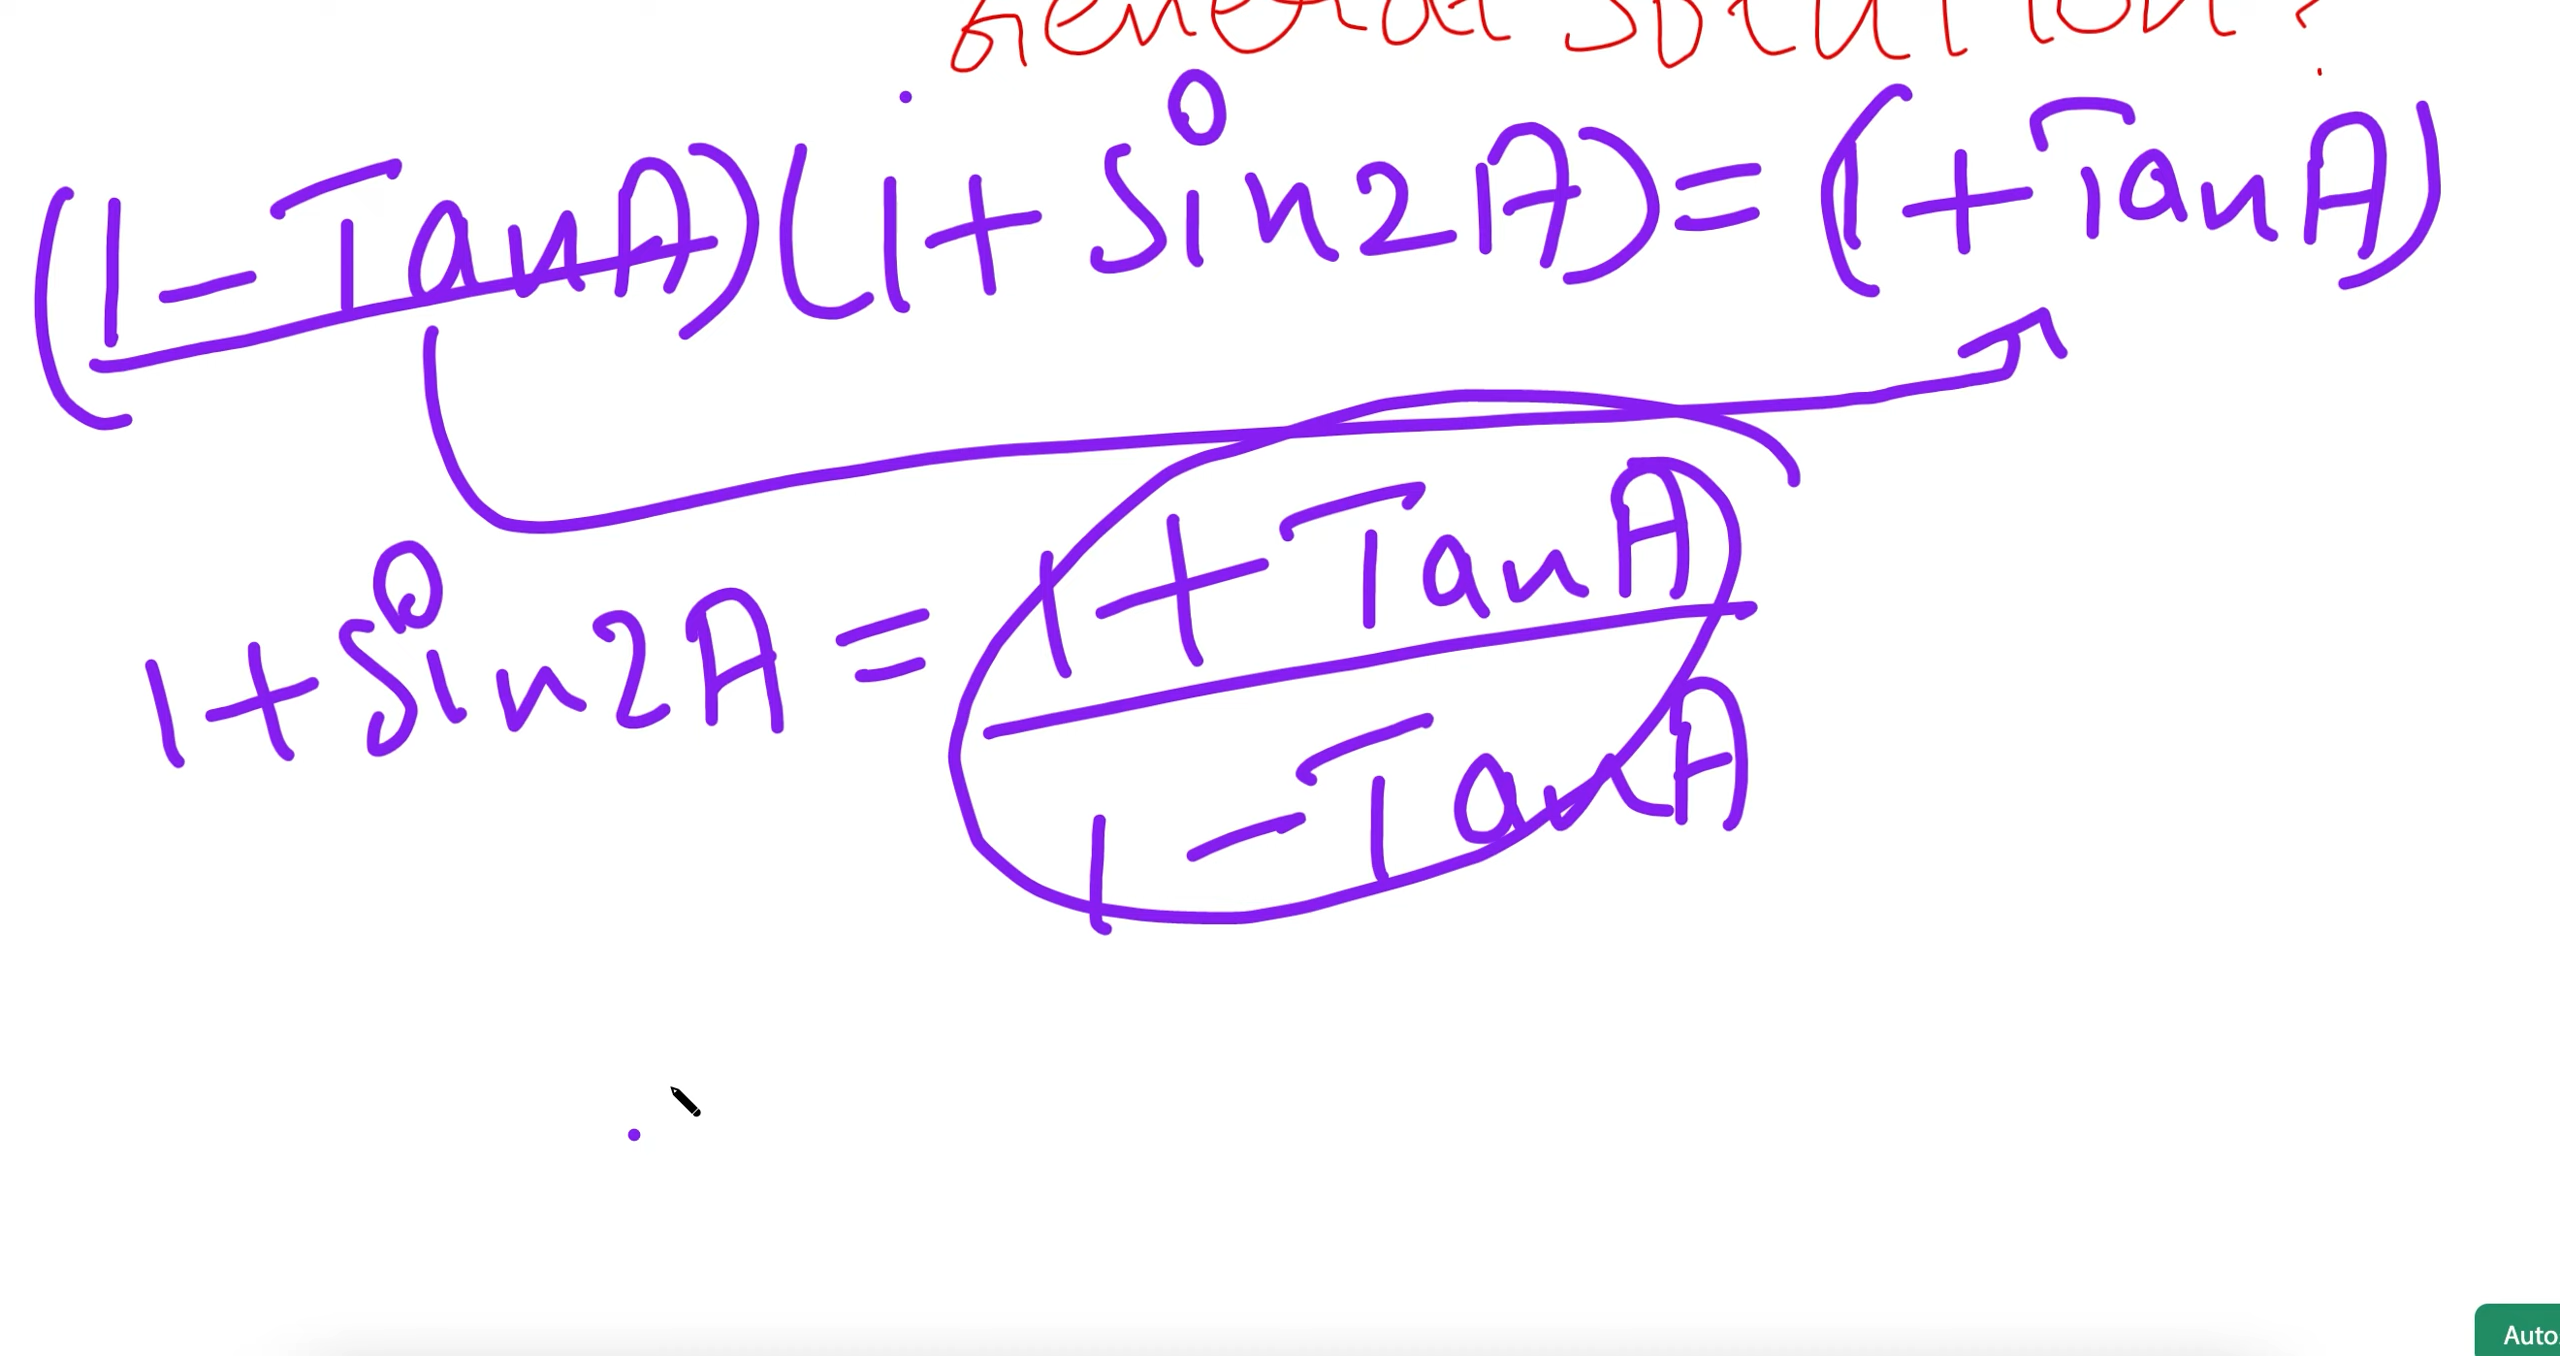 General Solution?
(1-TanA)(1+Sin2A)=(1+TanA)
1+Sin2A = 1+TanA
1-TanA
Auto